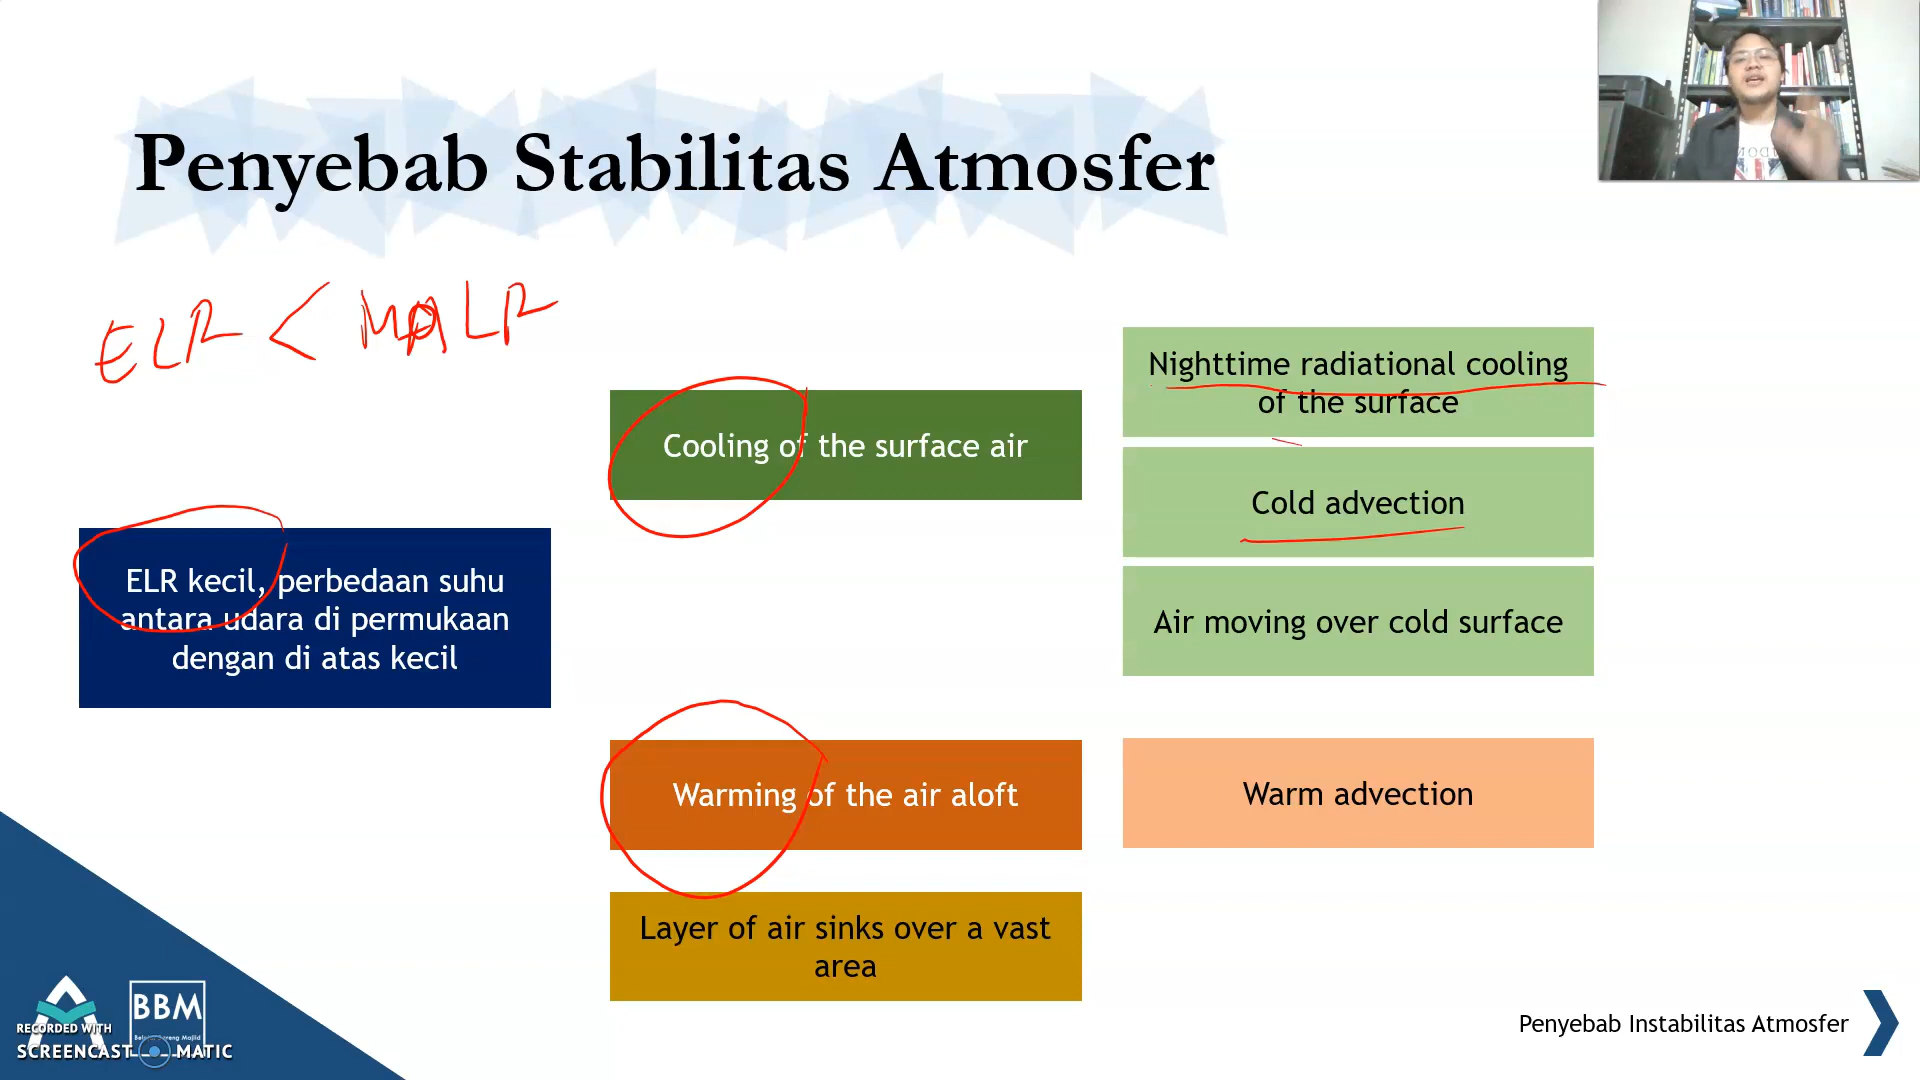 Penyebab Stabilitas Atmosfer
ELR < MALR
Nighttime radiational cooling
of the surface
Cooling of the surface air
Cold advection
ELR kecil, perbedaan suhu
antara udara di permukaan
dengan di atas kecil
Air moving over cold surface
Warming of the air aloft
Warm advection
Layer of air sinks over a vast
area
BBM
RECORDED WITH
SCREENCAST MATIC
Penyebab Instabilitas Atmosfer